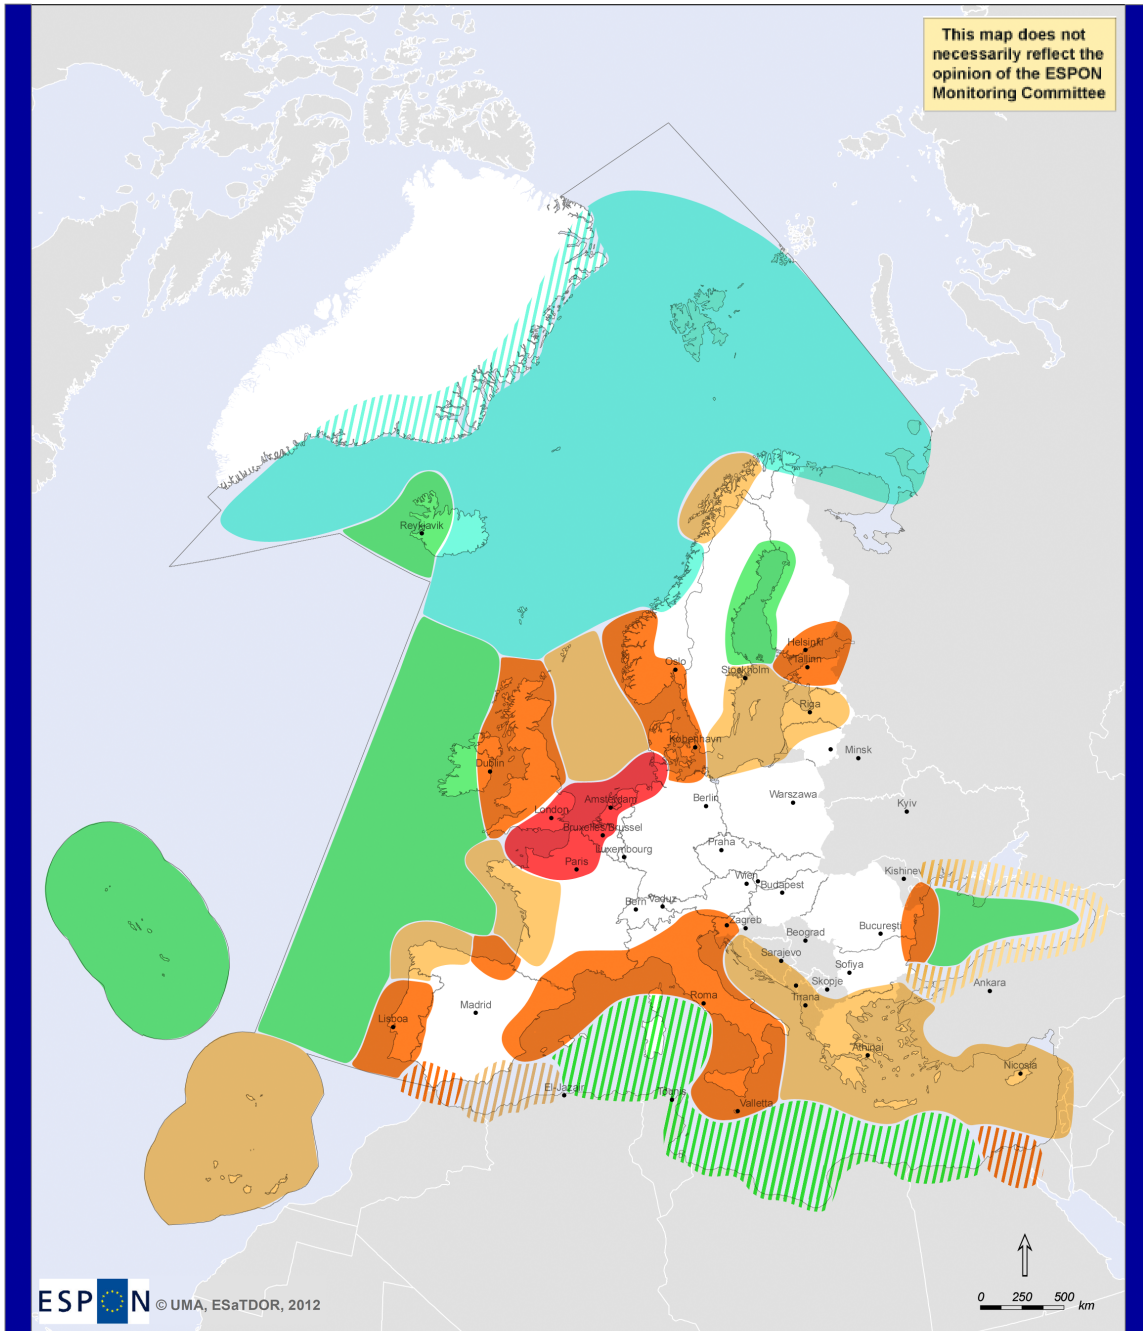 This map does not
necessarily reflect the
opinion of the ESPON
Monitoring Committee
Reykjavik
Helsinki
Tallinn
Oslo
Stockholm
Riga
København
Minsk
Dublin
Amsterdam
London
Berlin
Warszawa
Kyiv
Bruxelles/Brussel
Luxembourg
Paris
Praha
Kishinev
Wien
Budapest
Bern
Vaduz
Zagreb
Beograd
Bucureşti
Sarajevo
Sofiya
Skopje
Ankara
Madrid
Roma
Tirana
Lisboa
Athinai
Nicosia
El-Jazair
Tounis
Valletta
ESPON © UMA, ESaTDOR, 2012
0 250 500
km